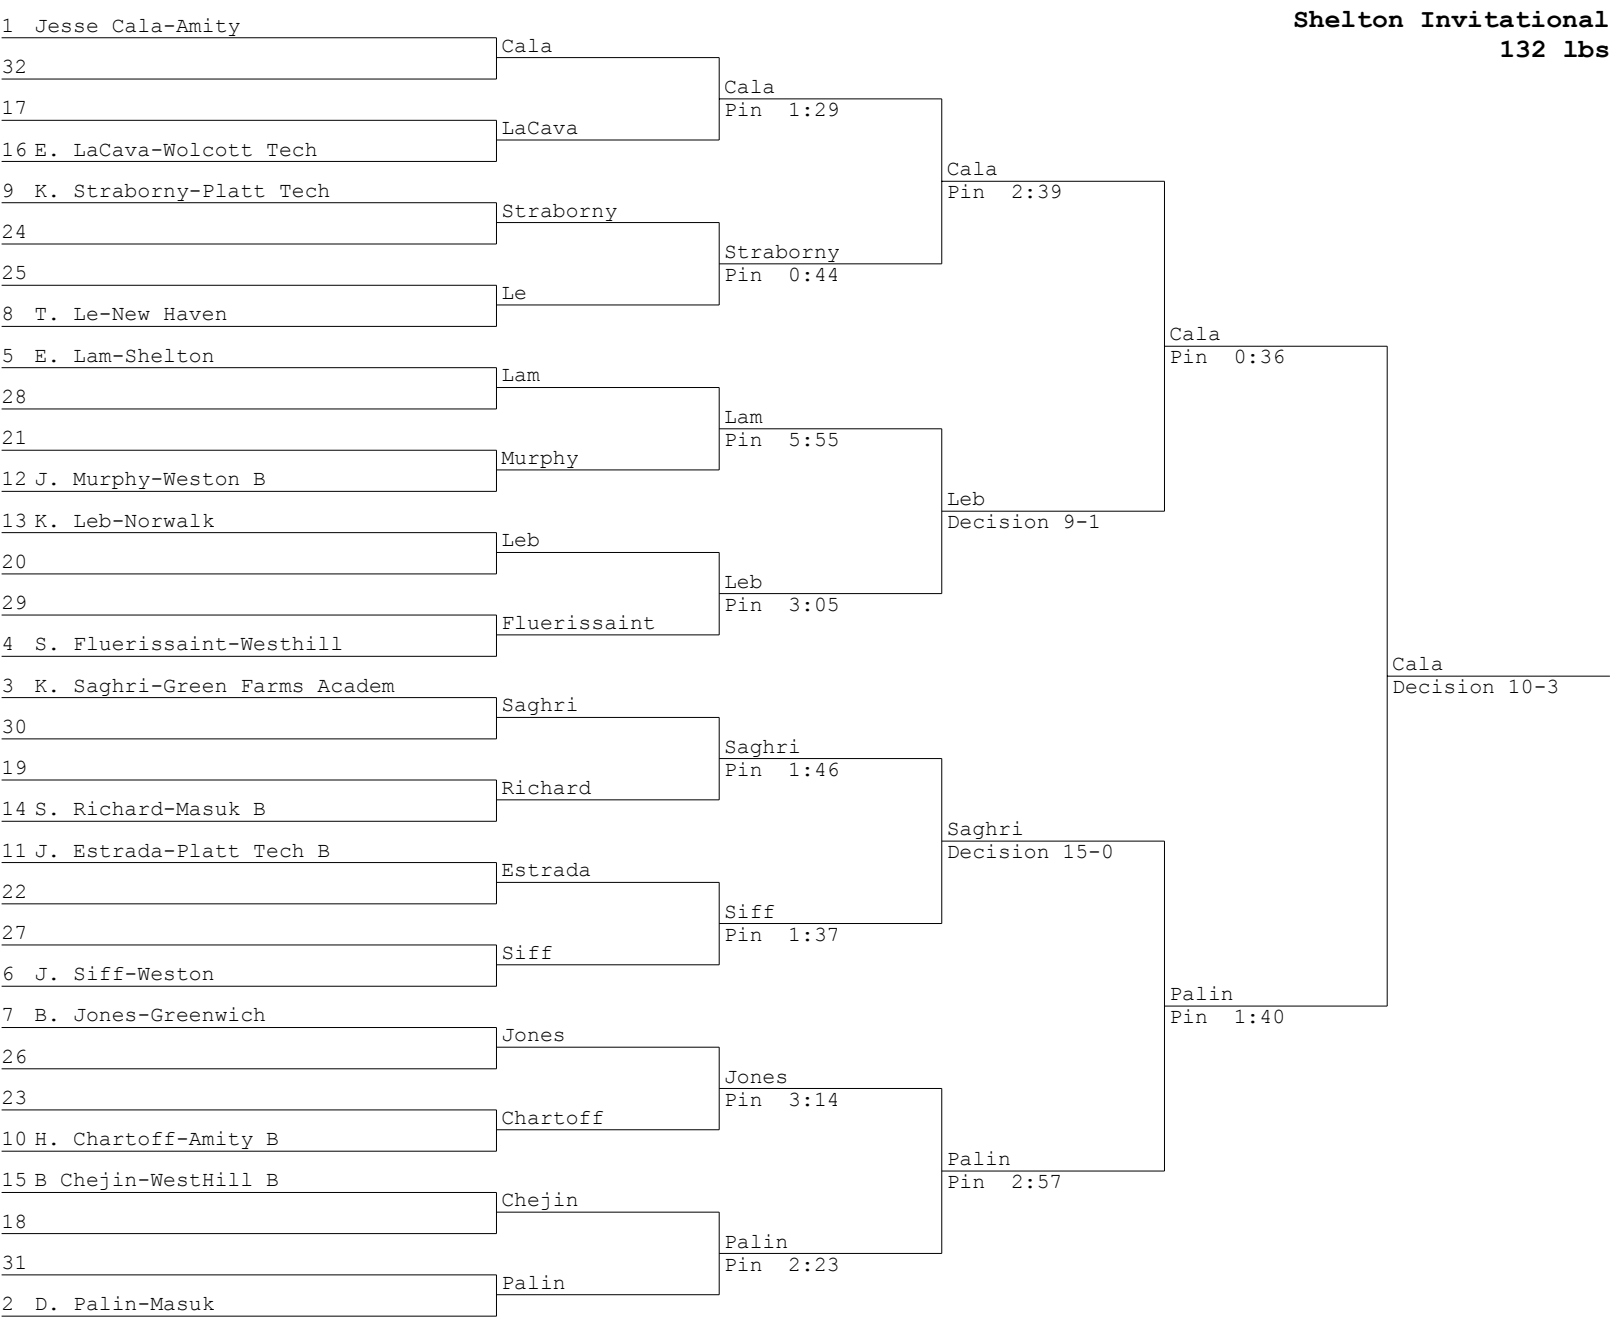 Shelton Invitational
132 lbs
1 Jesse Cala-Amity
32
17
16 E. LaCava-Wolcott Tech
9 K. Straborny-Platt Tech
24
25
8 T. Le-New Haven
5 E. Lam-Shelton
28
21
12 J. Murphy-Weston B
13 K. Leb-Norwalk
20
29
4 S. Fluerissaint-Westhill
3 K. Saghri-Green Farms Academ
30
19
14 S. Richard-Masuk B
11 J. Estrada-Platt Tech B
22
27
6 J. Siff-Weston
7 B. Jones-Greenwich
26
23
10 H. Chartoff-Amity B
15 B Chejin-WestHill B
18
31
2 D. Palin-Masuk
Cala
LaCava
Straborny
Le
Lam
Murphy
Leb
Fluerissaint
Saghri
Richard
Estrada
Siff
Jones
Chartoff
Chejin
Palin
Cala
Pin 1:29
Straborny
Pin 0:44
Lam
Pin 5:55
Leb
Pin 3:05
Saghri
Pin 1:46
Siff
Pin 1:37
Jones
Pin 3:14
Palin
Pin 2:23
Cala
Pin 2:39
Leb
Decision 9-1
Saghri
Decision 15-0
Palin
Pin 2:57
Cala
Pin 0:36
Palin
Pin 1:40
Cala
Decision 10-3